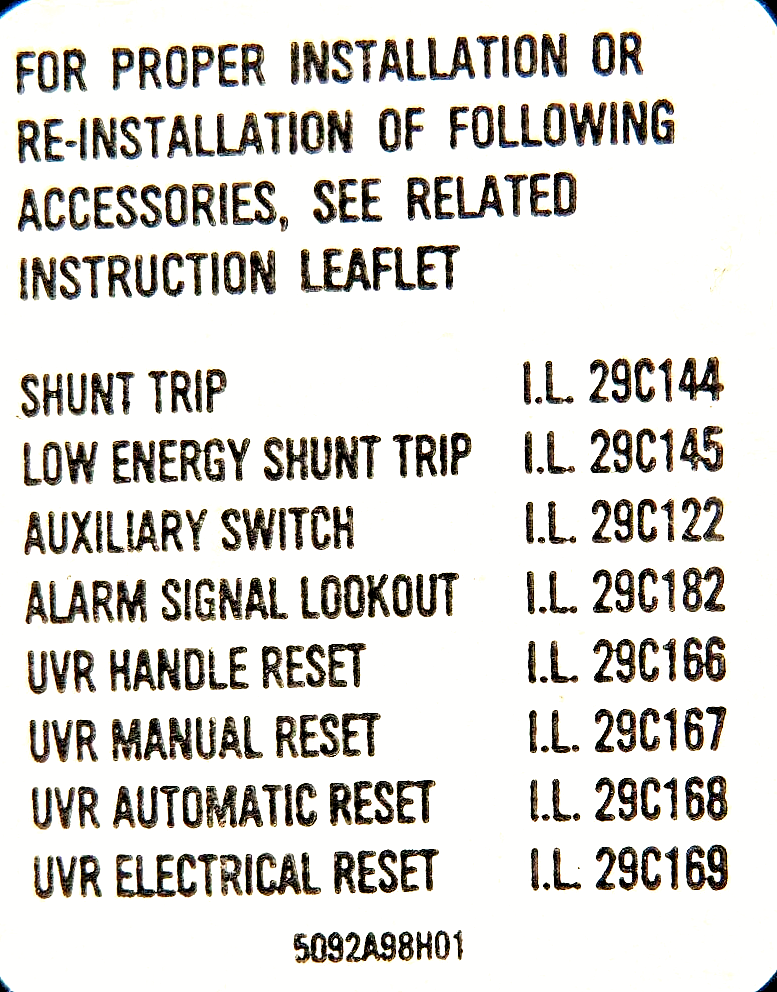 FOR PROPER INSTALLATION OR
RE-INSTALLATION OF FOLLOWING
ACCESSORIES, SEE RELATED
INSTRUCTION LEAFLET
SHUNT TRIP I.L. 29C144
LOW ENERGY SHUNT TRIP I.L. 29C145
AUXILIARY SWITCH I.L. 29C122
ALARM SIGNAL LOOKOUT I.L. 29C182
UVR HANDLE RESET I.L. 29C166
UVR MANUAL RESET I.L. 29C167
UVR AUTOMATIC RESET I.L. 29C168
UVR ELECTRICAL RESET I.L. 29C169
5092A98H01